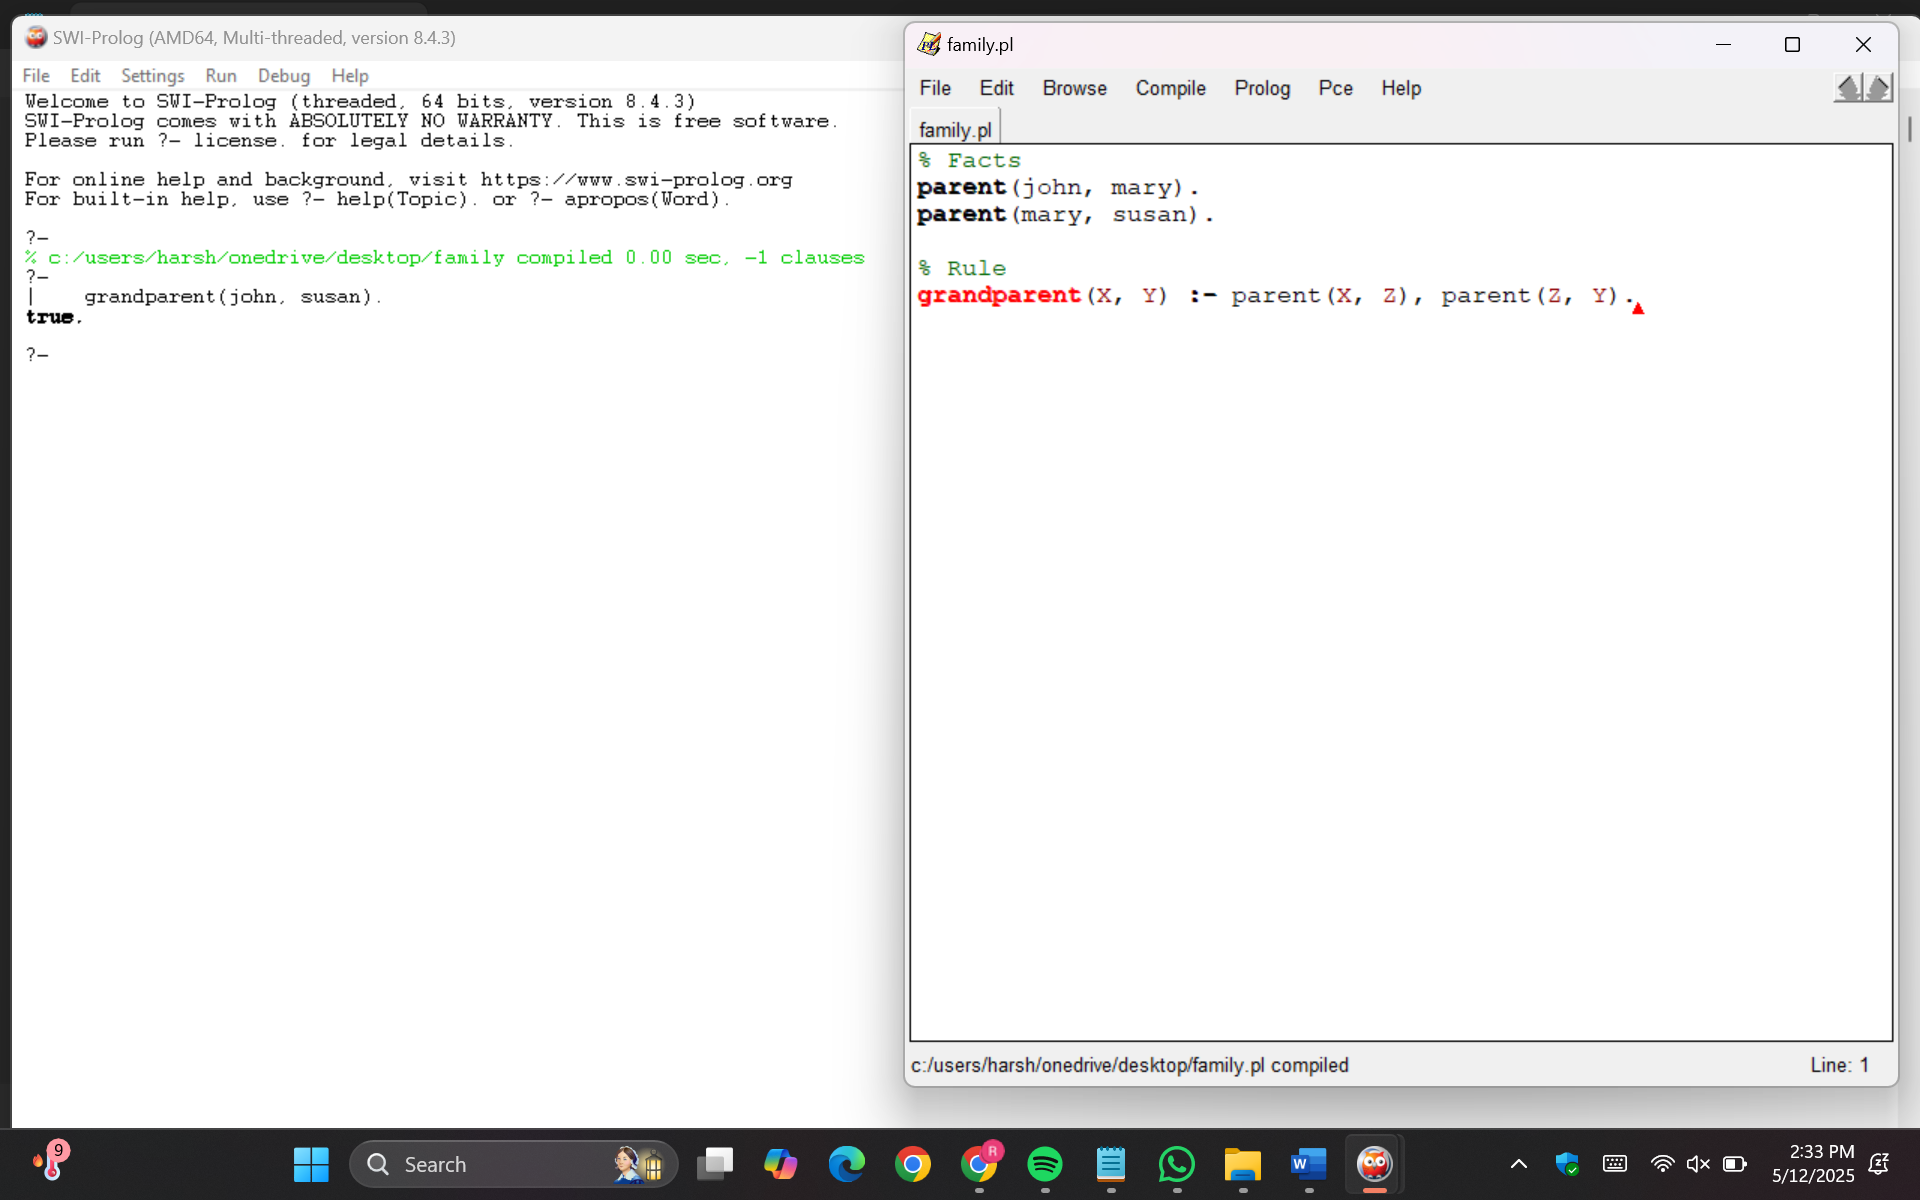 SWI-Prolog (AMD64, Multi-threaded, version 8.4.3)
File Edit Settings Run Debug Help
Welcome to SWI-Prolog (threaded, 64 bits, version 8.4.3)
SWI-Prolog comes with ABSOLUTELY NO WARRANTY. This is free software.
Please run ?- license. for legal details.
For online help and background, visit https://www.swi-prolog.org
For built-in help, use ?- help(Topic). or ?- apropos(Word).
?-
% c:/users/harsh/onedrive/desktop/family compiled 0.00 sec, -1 clauses
?-
|    grandparent(john, susan).
true.
?-
family.pl
File Edit Browse Compile Prolog Pce Help
family.pl
% Facts
parent(john, mary).
parent(mary, susan).
% Rule
grandparent(X, Y) :- parent(X, Z), parent(Z, Y).
c:/users/harsh/onedrive/desktop/family.pl compiled
Line: 1
9
Search
R
W
2:33 PM
5/12/2025